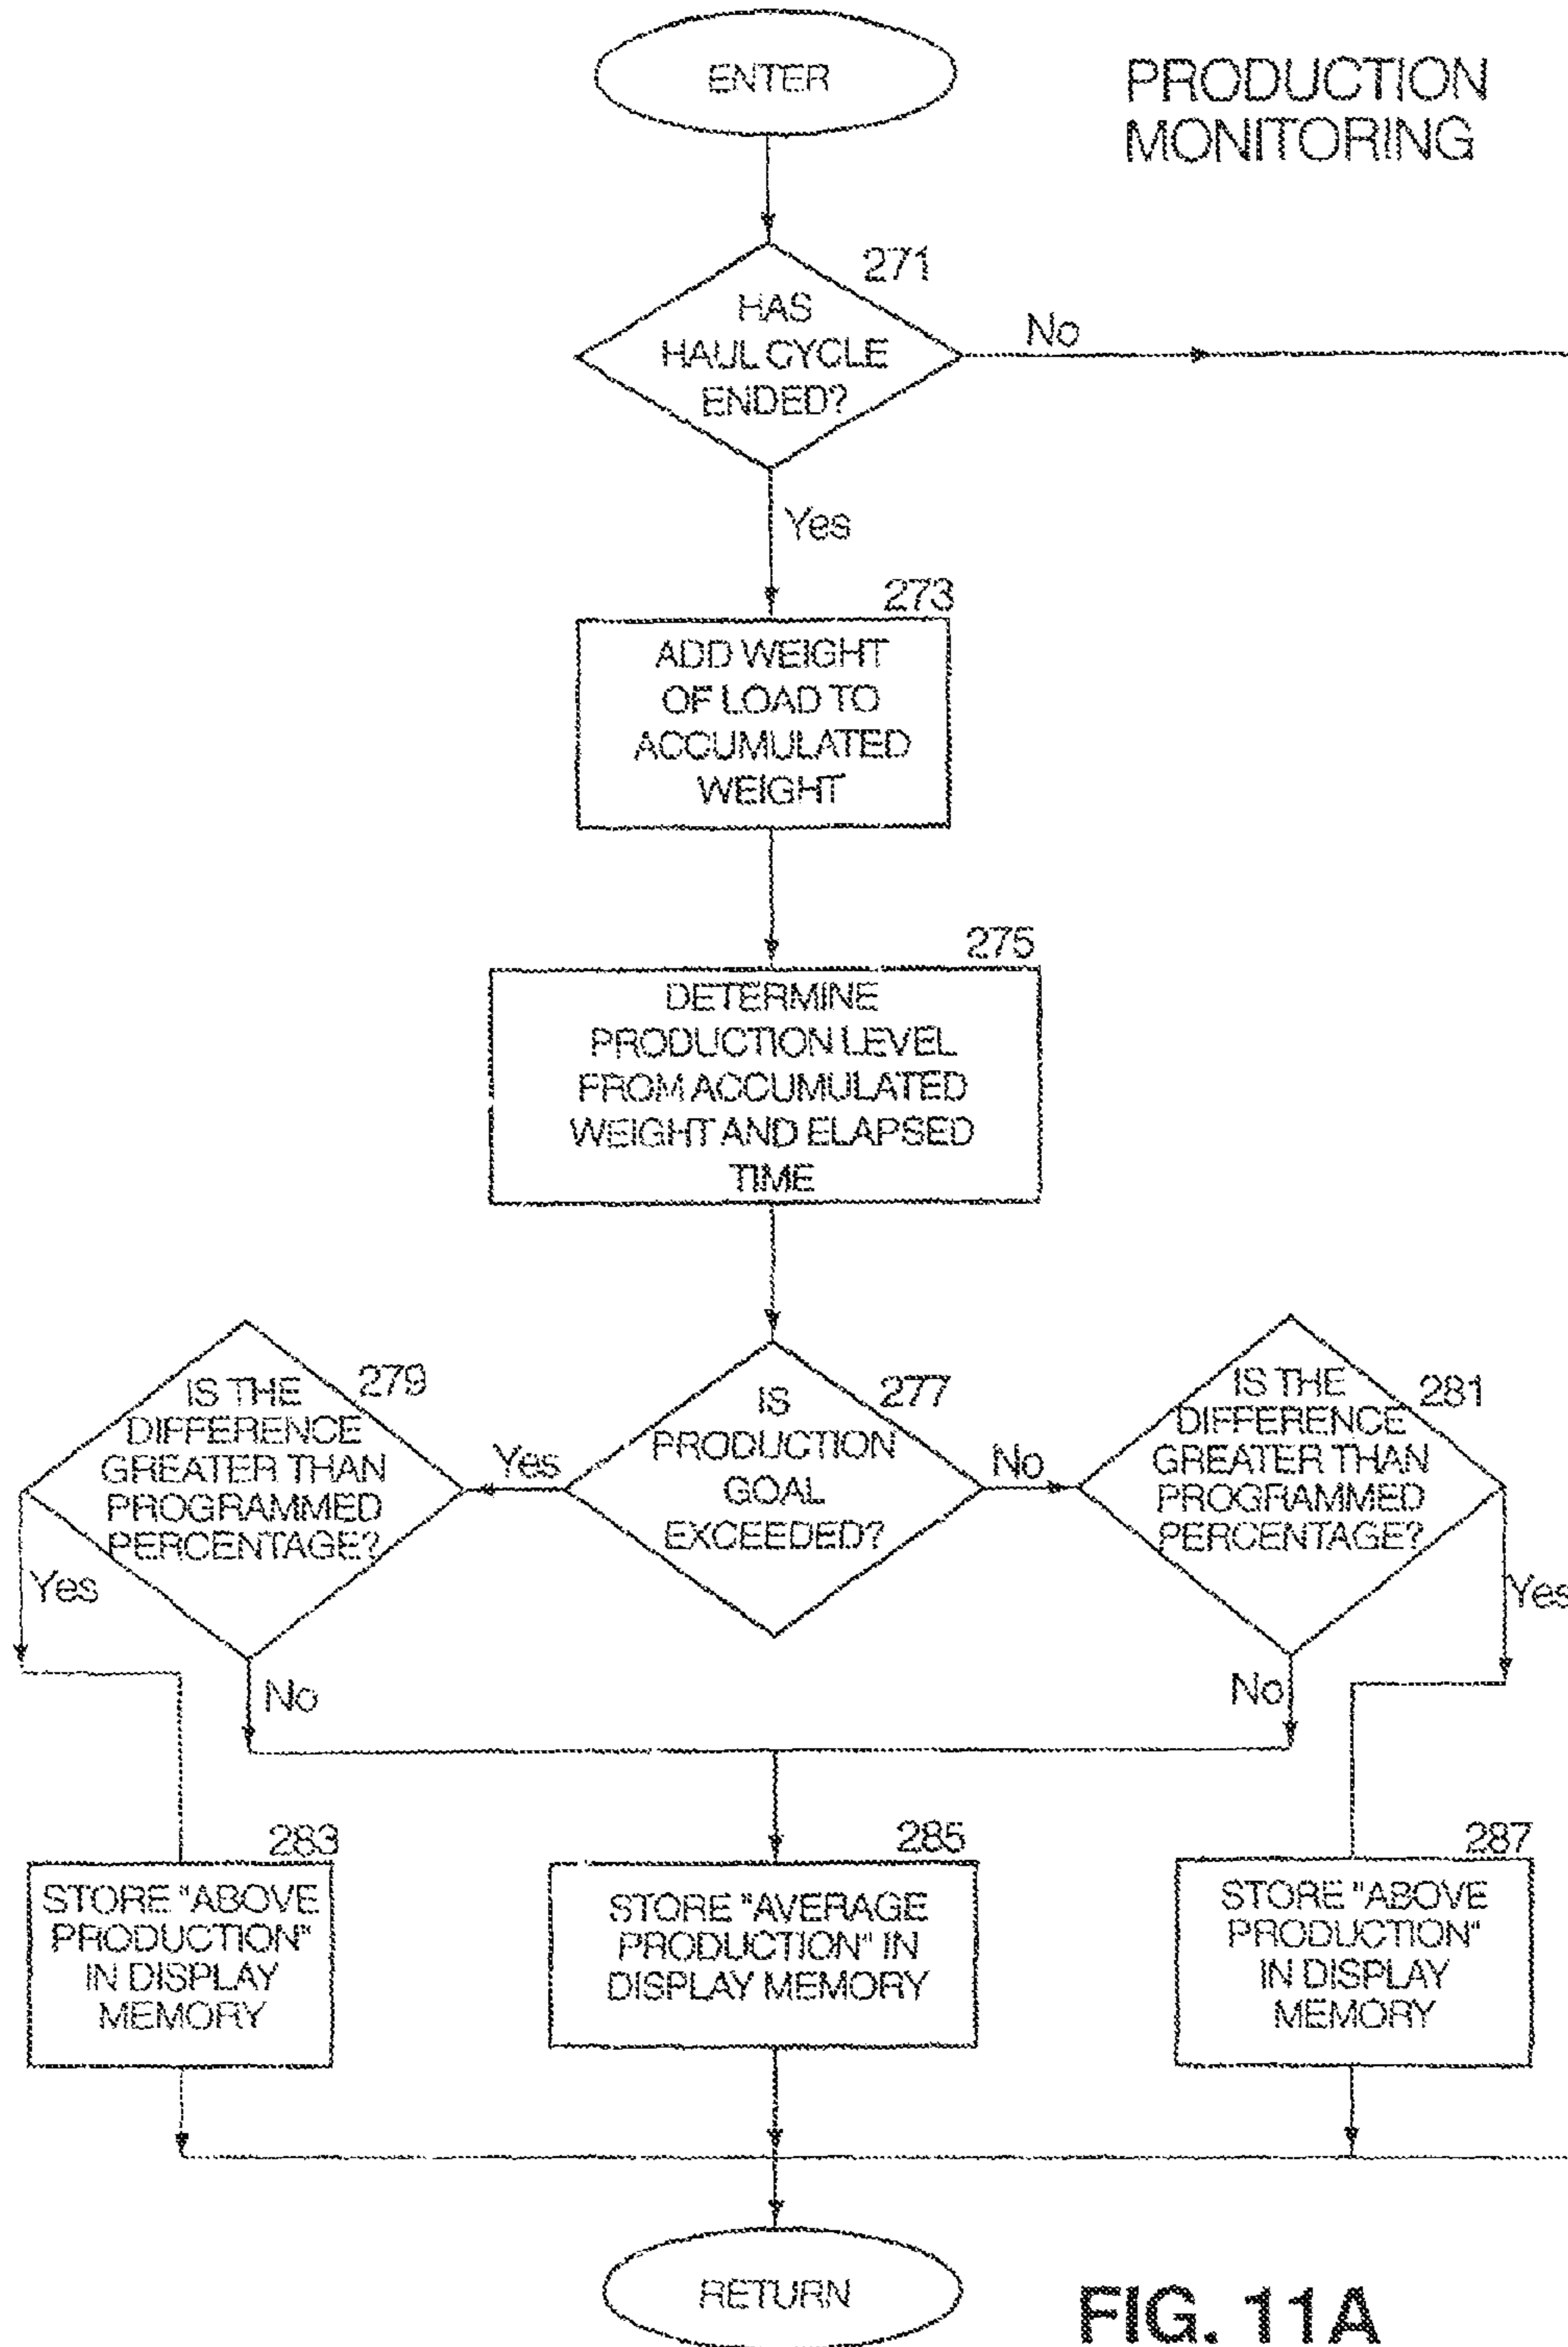 ENTER
PRODUCTION
MONITORING
271
HAS
HAUL CYCLE
ENDED?
No
Yes
273
ADD WEIGHT
OF LOAD TO
ACCUMULATED
WEIGHT
275
DETERMINE
PRODUCTION LEVEL
FROM ACCUMULATED
WEIGHT AND ELAPSED
TIME
279
IS THE
DIFFERENCE
GREATER THAN
PROGRAMMED
PERCENTAGE?
Yes
277
IS
PRODUCTION
GOAL
EXCEEDED?
No
281
IS THE
DIFFERENCE
GREATER THAN
PROGRAMMED
PERCENTAGE?
Yes
No
No
Yes
283
STORE "ABOVE
PRODUCTION"
IN DISPLAY
MEMORY
285
STORE "AVERAGE
PRODUCTION" IN
DISPLAY MEMORY
287
STORE "ABOVE
PRODUCTION"
IN DISPLAY
MEMORY
RETURN
FIG. 11A